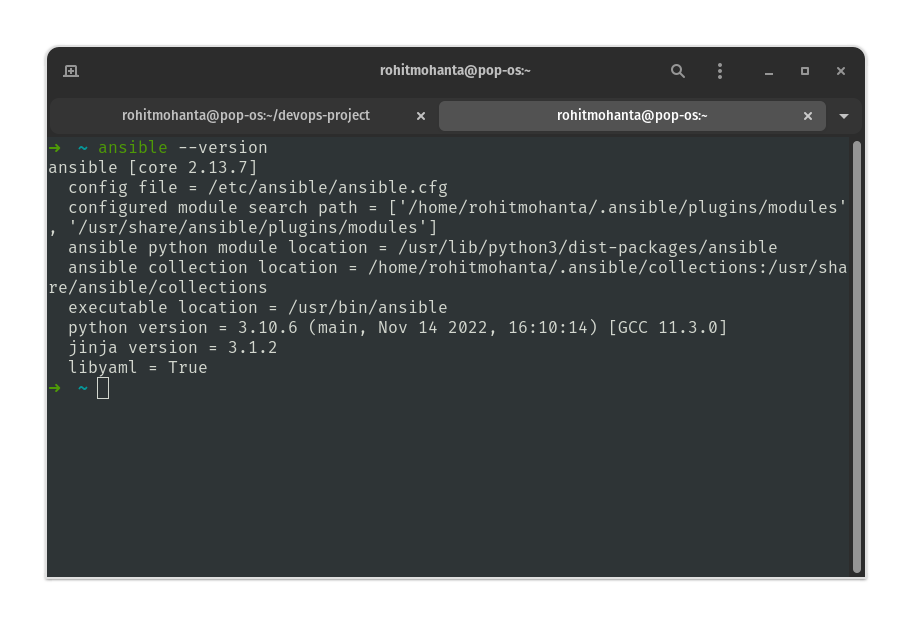 rohitmohanta@pop-os:~
rohitmohanta@pop-os:~/devops-project
rohitmohanta@pop-os:~
➜  ~ ansible --version
ansible [core 2.13.7]
  config file = /etc/ansible/ansible.cfg
  configured module search path = ['/home/rohitmohanta/.ansible/plugins/modules'
, '/usr/share/ansible/plugins/modules']
  ansible python module location = /usr/lib/python3/dist-packages/ansible
  ansible collection location = /home/rohitmohanta/.ansible/collections:/usr/sha
re/ansible/collections
  executable location = /usr/bin/ansible
  python version = 3.10.6 (main, Nov 14 2022, 16:10:14) [GCC 11.3.0]
  jinja version = 3.1.2
  libyaml = True
➜  ~